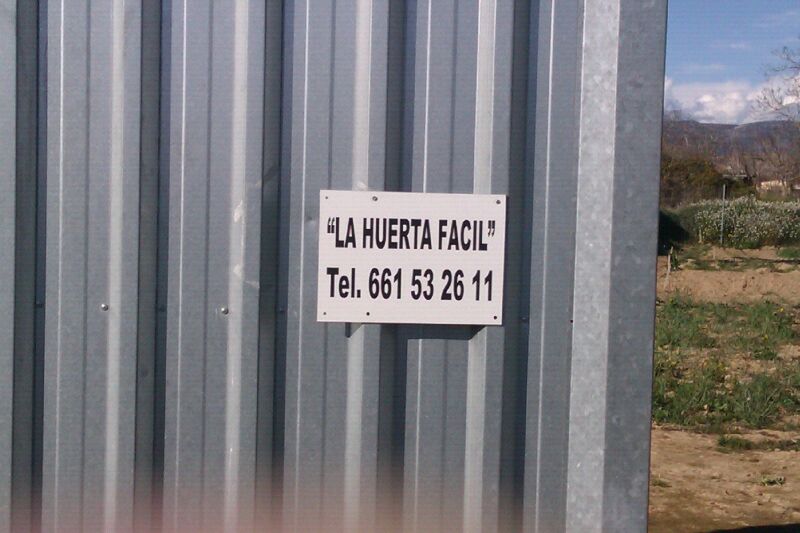 “LA HUERTA FACIL”
Tel. 661 53 26 11